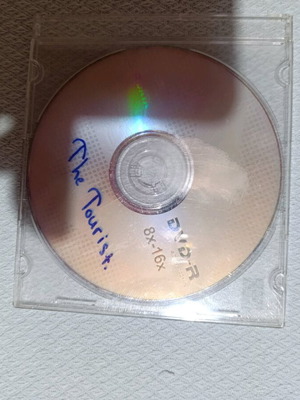 The Tourist.
DVD-R
8x-16x